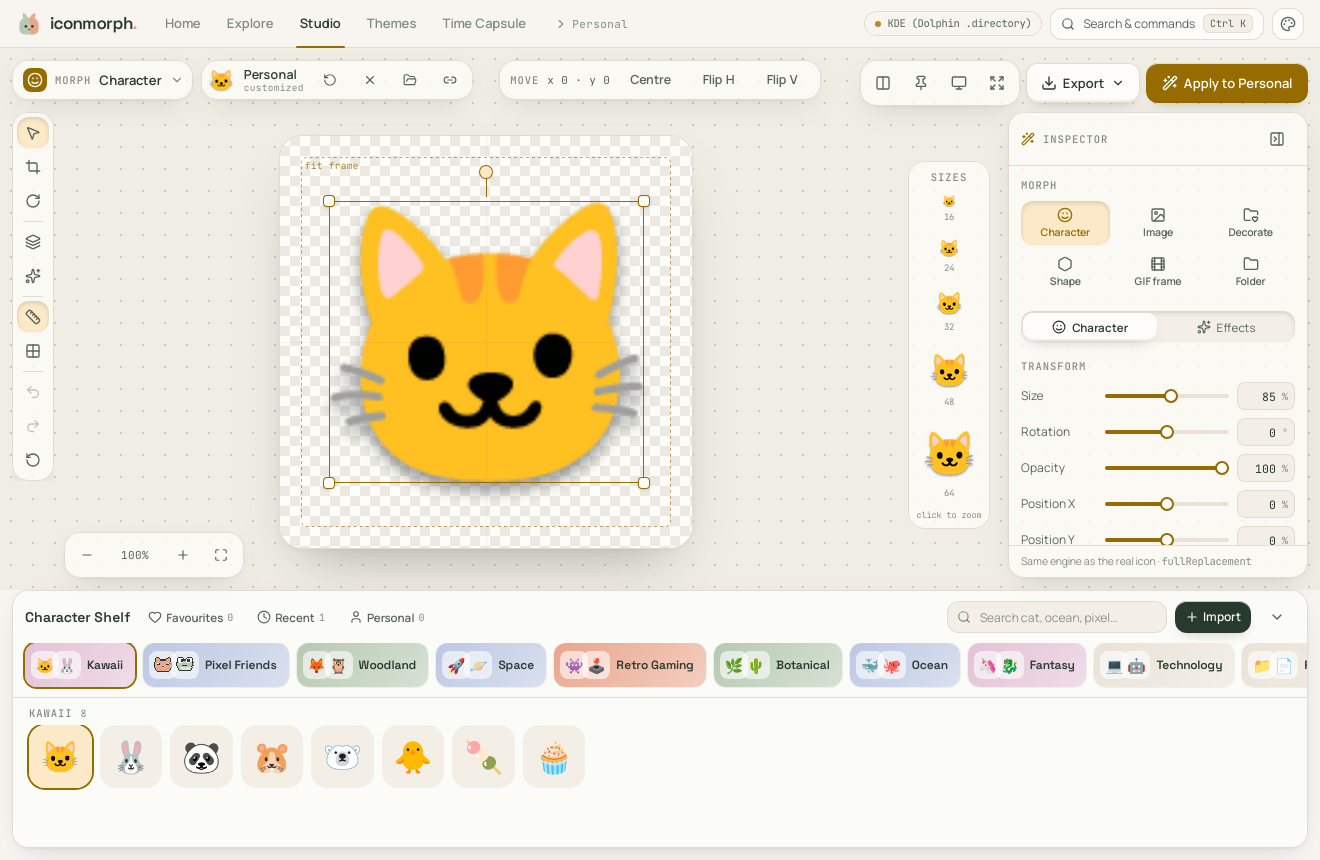 iconmorph.
Home
Explore
Studio
Themes
Time Capsule
Personal
KDE (Dolphin .directory)
Search & commands
Ctrl K
MORPH Character
Personal
customized
MOVE x 0 · y 0
Centre
Flip H
Flip V
Export
Apply to Personal
fit frame
100%
SIZES
16
24
32
48
64
click to zoom
INSPECTOR
MORPH
Character
Image
Decorate
Shape
GIF frame
Folder
Character
Effects
TRANSFORM
Size 85 %
Rotation 0 °
Opacity 100 %
Position X 0 %
Position Y 0 %
Same engine as the real icon · fullReplacement
Character Shelf
Favourites 0
Recent 1
Personal 0
Search cat, ocean, pixel...
Import
Kawaii
Pixel Friends
Woodland
Space
Retro Gaming
Botanical
Ocean
Fantasy
Technology
KAWAII 8